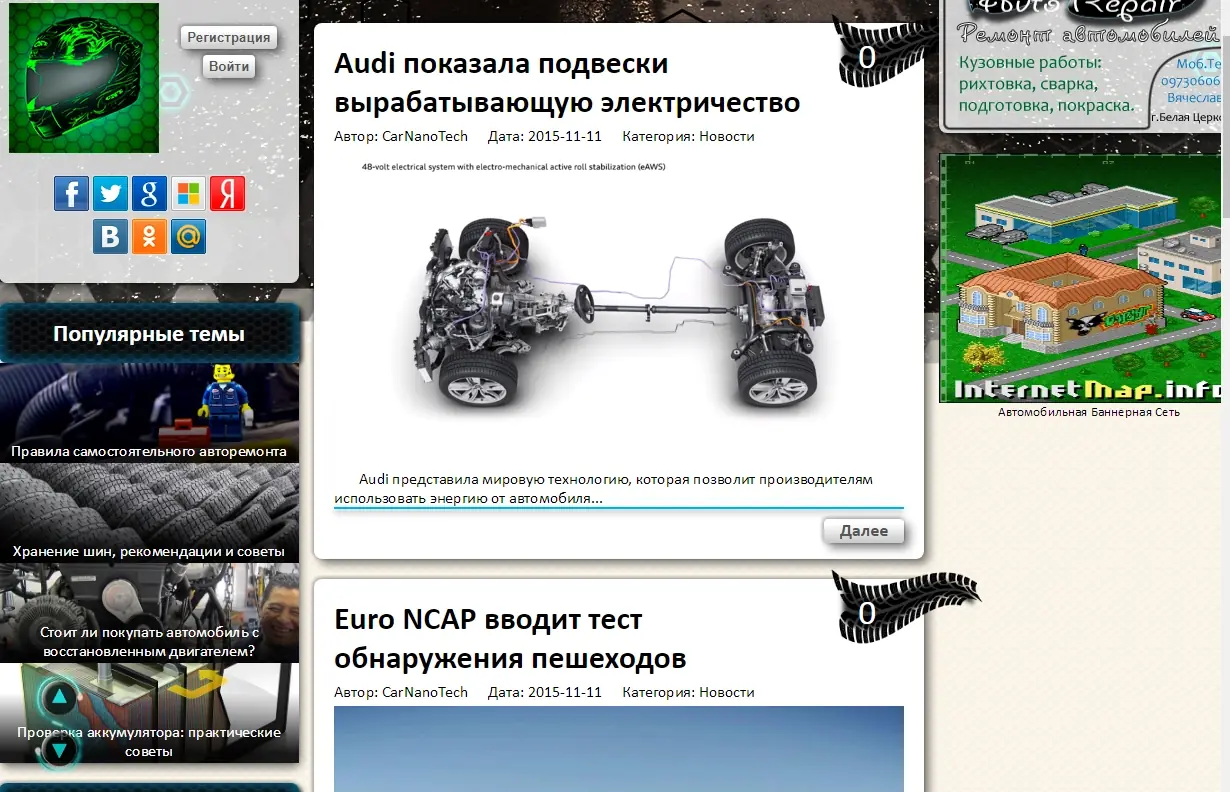 Регистрация
Войти
Популярные темы
Правила самостоятельного авторемонта
Хранение шин, рекомендации и советы
Стоит ли покупать автомобиль с
восстановленным двигателем?
Проверка аккумулятора: практические
советы
0
Audi показала подвески
вырабатывающую электричество
Автор: CarNanoTech Дата: 2015-11-11 Категория: Новости
48-volt electrical system with electro-mechanical active roll stabilization (eAWS)
Audi представила мировую технологию, которая позволит производителям
использовать энергию от автомобиля...
Далее
0
Euro NCAP вводит тест
обнаружения пешеходов
Автор: CarNanoTech Дата: 2015-11-11 Категория: Новости
Repair
Ремонт автомобилей
Кузовные работы:
рихтовка, сварка,
подготовка, покраска.
Моб.Те
09730606
Вячеслав
г.Белая Церко
InternetMap.info
Автомобильная Баннерная Сеть